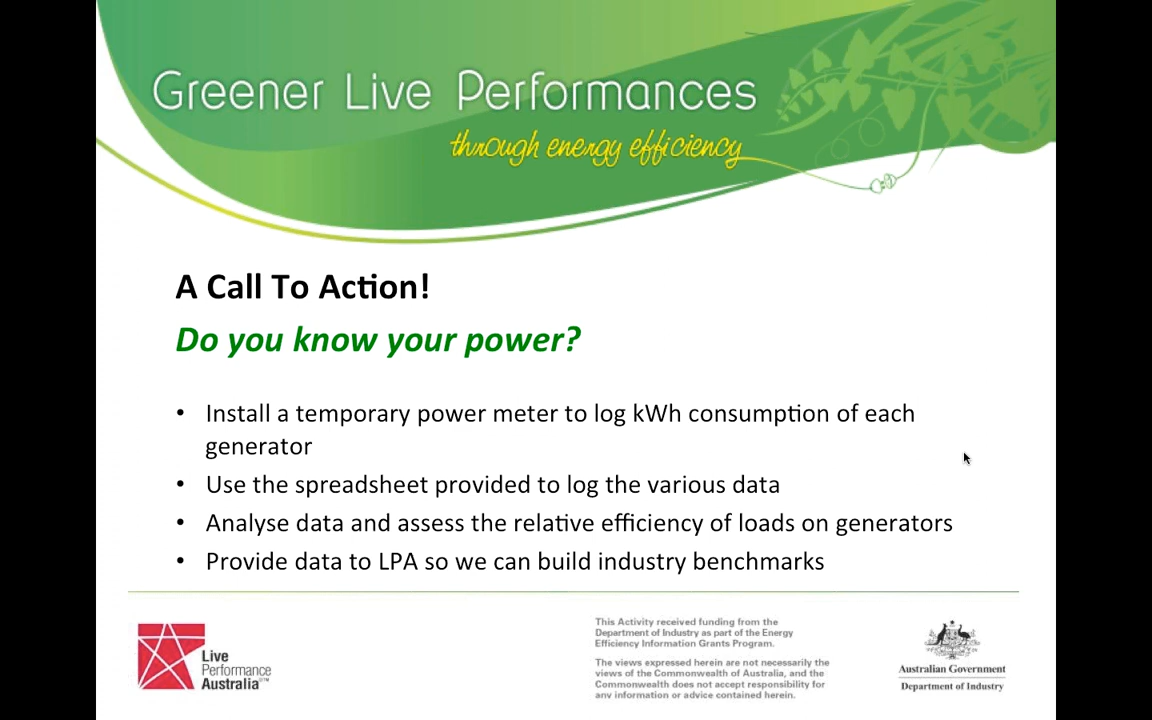 Greener Live Performances
through energy efficiency
A Call To Action!
Do you know your power?
• Install a temporary power meter to log kWh consumption of each
generator
• Use the spreadsheet provided to log the various data
• Analyse data and assess the relative efficiency of loads on generators
• Provide data to LPA so we can build industry benchmarks
Live
Performance
Australia
This Activity received funding from the
Department of Industry as part of the Energy
Efficiency Information Grants Program.
The views expressed herein are not necessarily the
views of the Commonwealth of Australia, and the
Commonwealth does not accept responsibility for
any information or advice contained herein.
Australian Government
Department of Industry